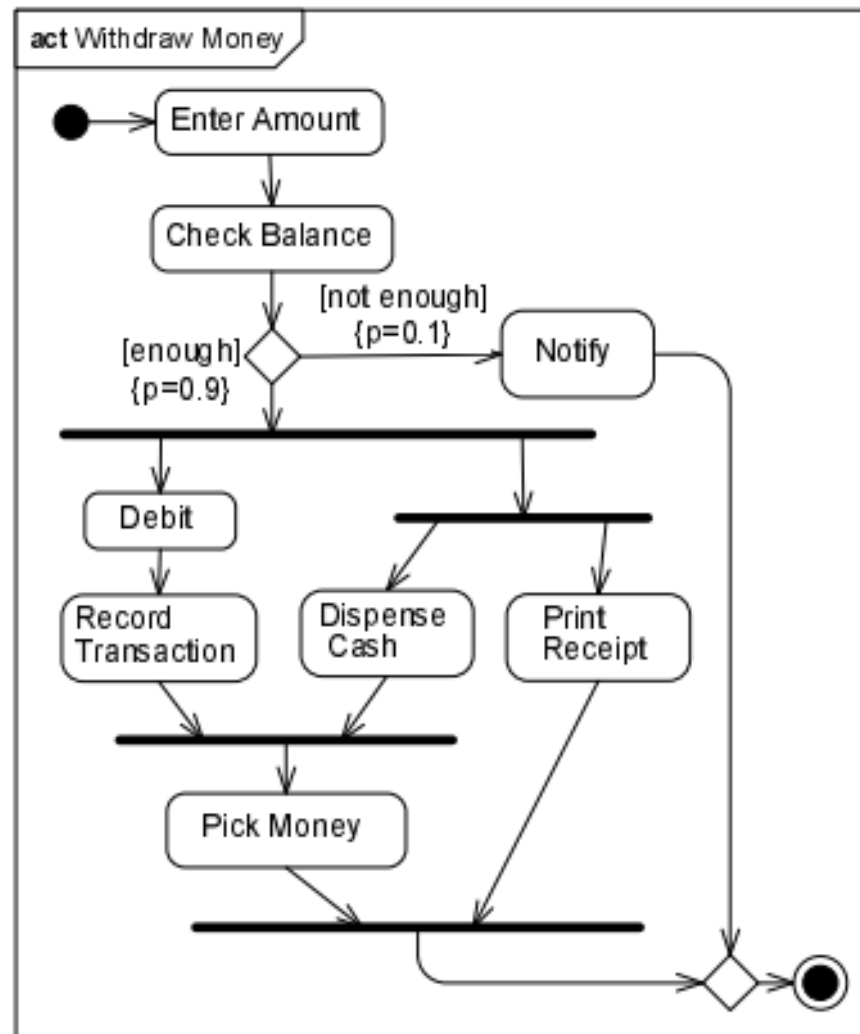 act Withdraw Money
Enter Amount
Check Balance
[not enough]
{p=0.1}
[enough]
{p=0.9}
Notify
Debit
Record
Transaction
Dispense
Cash
Print
Receipt
Pick Money